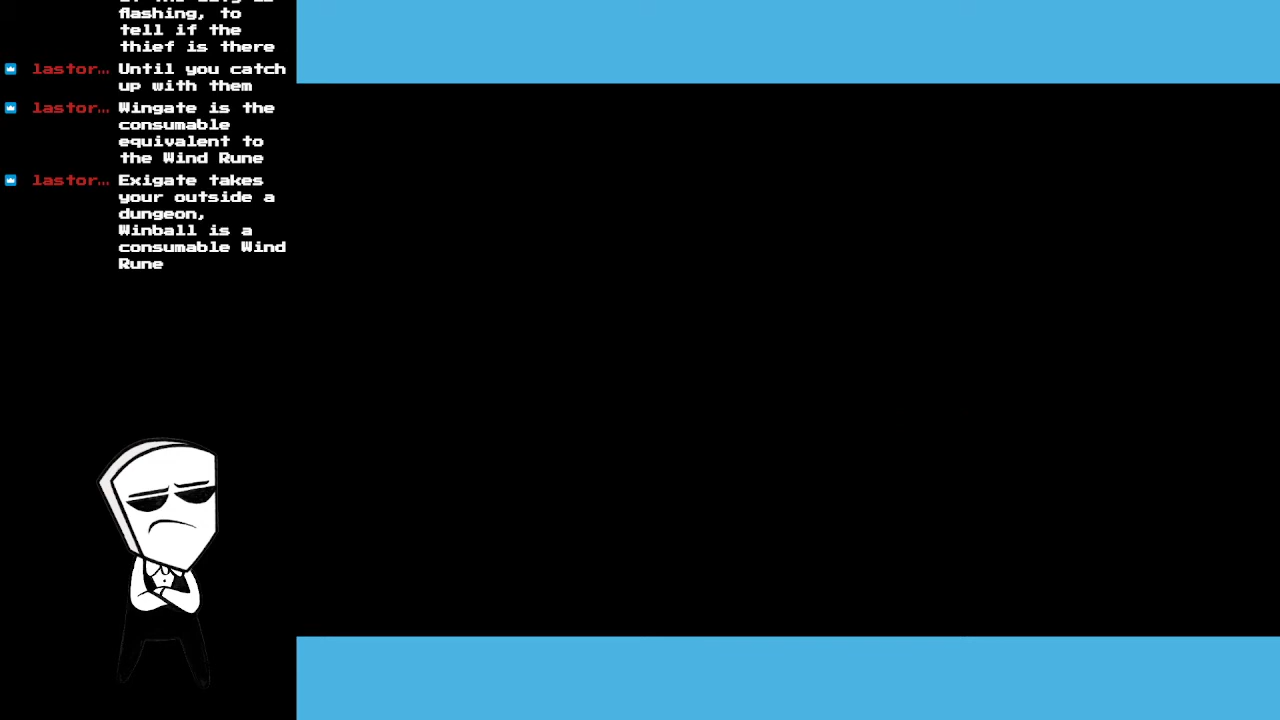 flashing, to
tell if the
thief is there
lastor… Until you catch
up with them
lastor… Wingate is the
consumable
equivalent to
the Wind Rune
lastor… Exigate takes
your outside a
dungeon,
Winball is a
consumable Wind
Rune